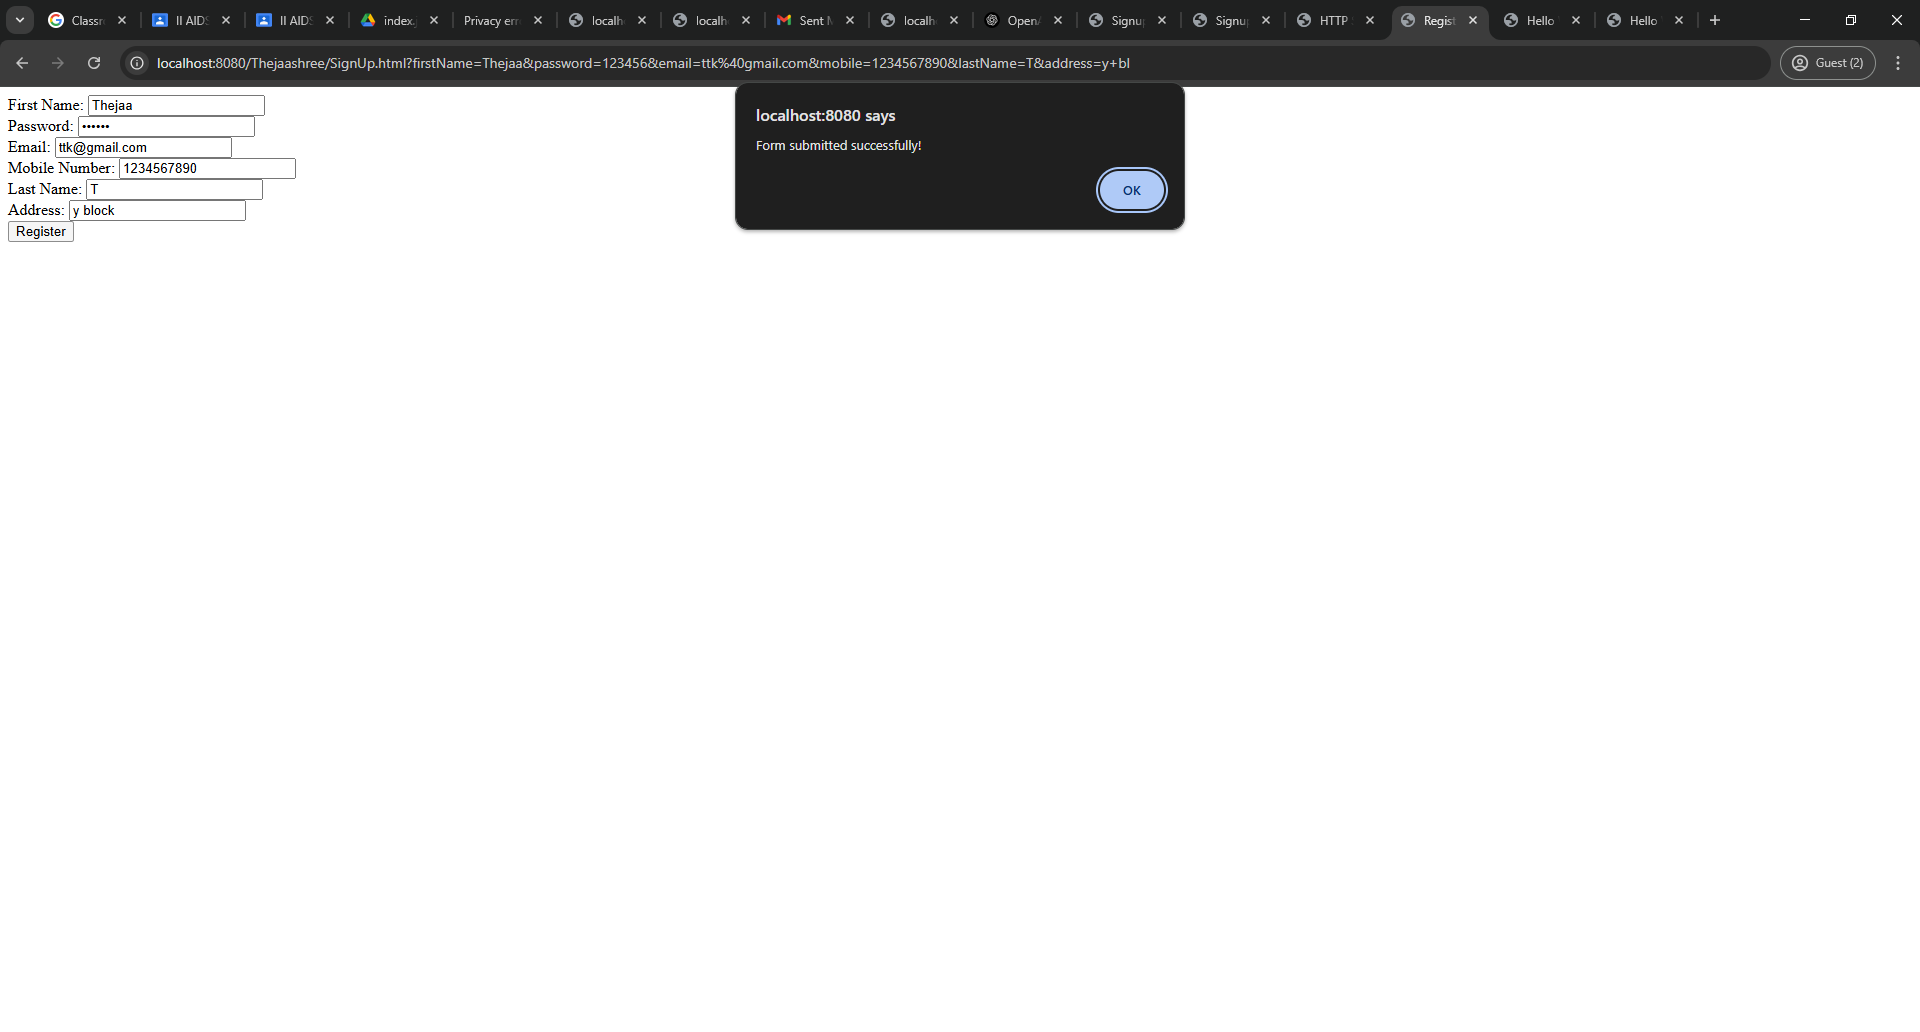 Classr
II AIDS
II AIDS
index.j
Privacy err
localh
localh
Sent M
localh
OpenA
Signup
Signup
HTTP S
Regist
Hello
Hello
localhost:8080/Thejaashree/SignUp.html?firstName=Thejaa&password=123456&email=ttk%40gmail.com&mobile=1234567890&lastName=T&address=y+bl
Guest (2)
First Name: Thejaa
Password: ••••••
Email: ttk@gmail.com
Mobile Number: 1234567890
Last Name: T
Address: y block
Register
localhost:8080 says
Form submitted successfully!
OK